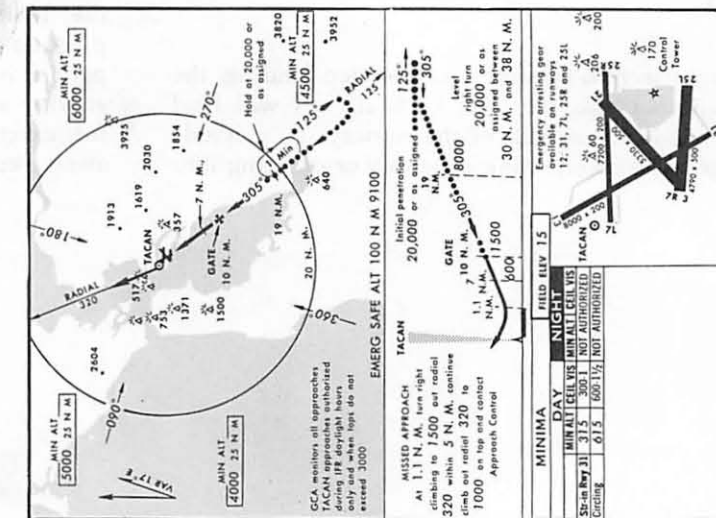 MIN ALT
5000 25 N M
MIN ALT
6000 25 N M
MIN ALT
4000 25 N M
MIN ALT
4500 25 N M
VAR 17°E
090°
180°
270°
360°
2604
RADIAL
320
1913
1619
2030
3925
1854
517
753
1371
1500
357
TACAN
7 N. M.
GATE
10 N. M.
305°
19 N.M.
20 N. M.
1
Min
125°
Hold at 20,000 or
as assigned
RADIAL
125
640
3820
3952
GCA monitors all approaches
TACAN approaches authorized
during IFR daylight hours
only and when tops do not
exceed 3000
EMERG SAFE ALT 100 N M 9100
MISSED APPROACH
At 1.1 N.M. turn right
climbing to 1500 out radial
320 within 5 N. M. continue
climb out radial 320 to
1000 on top and contact
Approach Control
TACAN
Initial penetration
20,000 or as assigned
125°
305°
19
N.M.
8000
Level
right turn
20,000 or as
assigned between
30 N. M. and 38 N. M.
305°
GATE
7
10 N. M.
1500
600
1.1
N.M.
MINIMA
FIELD ELEV 15
DAY
NIGHT
MIN ALT CEIL VIS MIN ALT CEIL VIS
Str-in Rwy 31 315 300-1 NOT AUTHORIZED
Circling 615 600-1½ NOT AUTHORIZED
Emergency arresting gear
available on runways
12, 31, 7L, 25R and 25L
TACAN
7L
8000 x 200
60
7200 x 200
206
25R
200
170
Control
Tower
7R
4790 x 300
25L